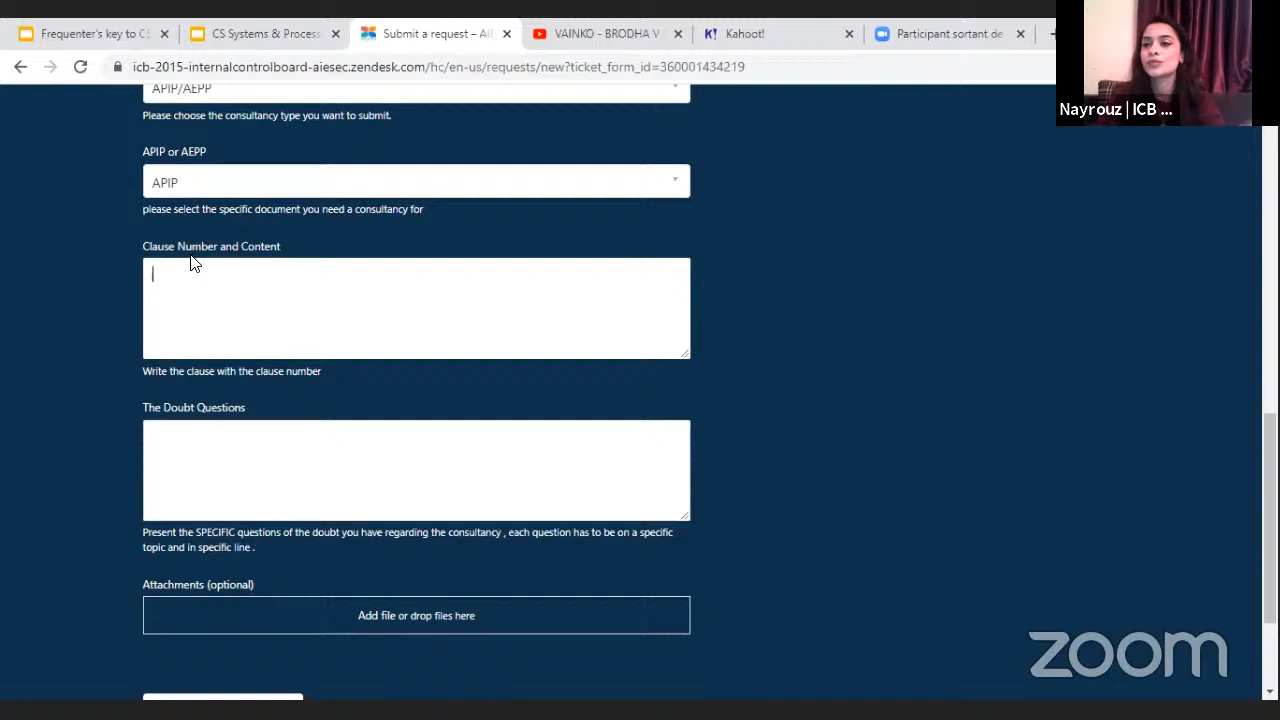 Frequenter's key to CS
CS Systems & Process
Submit a request – AIE
VAINKO - BRODHA V
K! Kahoot!
Participant sortant de
icb-2015-internalcontrolboard-aiesec.zendesk.com/hc/en-us/requests/new?ticket_form_id=360001434219
Nayrouz | ICB ...
APIP/AEPP
Please choose the consultancy type you want to submit.
APIP or AEPP
APIP
please select the specific document you need a consultancy for
Clause Number and Content
Write the clause with the clause number
The Doubt Questions
Present the SPECIFIC questions of the doubt you have regarding the consultancy , each question has to be on a specific
topic and in specific line .
Attachments (optional)
Add file or drop files here
zoom